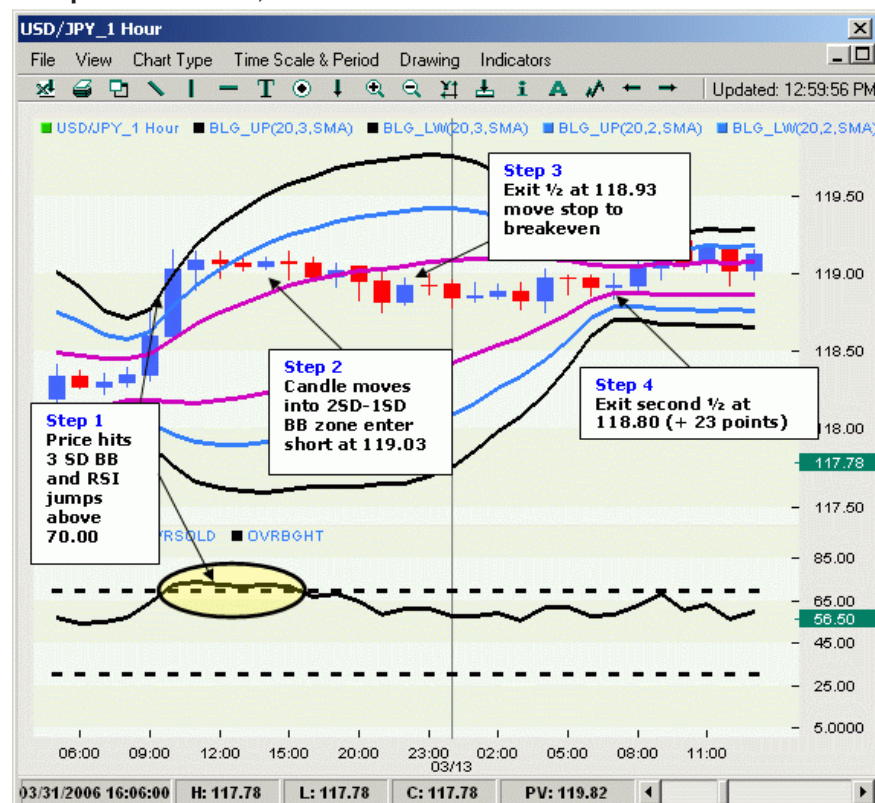 USD/JPY_1 Hour
File View Chart Type Time Scale & Period Drawing Indicators
Updated: 12:59:56 PM
USD/JPY_1 Hour BLG_UP(20,3,SMA) BLG_LW(20,3,SMA) BLG_UP(20,2,SMA) BLG_LW(20,2,SMA)
Step 3
Exit ½ at 118.93
move stop to
breakeven
119.50
119.00
118.50
118.00
117.78
117.50
Step 2
Candle moves
into 2SD-1SD
BB zone enter
short at 119.03
Step 4
Exit second ½ at
118.80 (+ 23 points)
Step 1
Price hits
3 SD BB
and RSI
jumps
above
70.00
OVRBGHT
85.00
65.00
56.50
45.00
25.00
5.0000
06:00 09:00 12:00 15:00 20:00 23:00 02:00 05:00 08:00 11:00
03/13
03/31/2006 16:06:00 H: 117.78 L: 117.78 C: 117.78 PV: 119.82